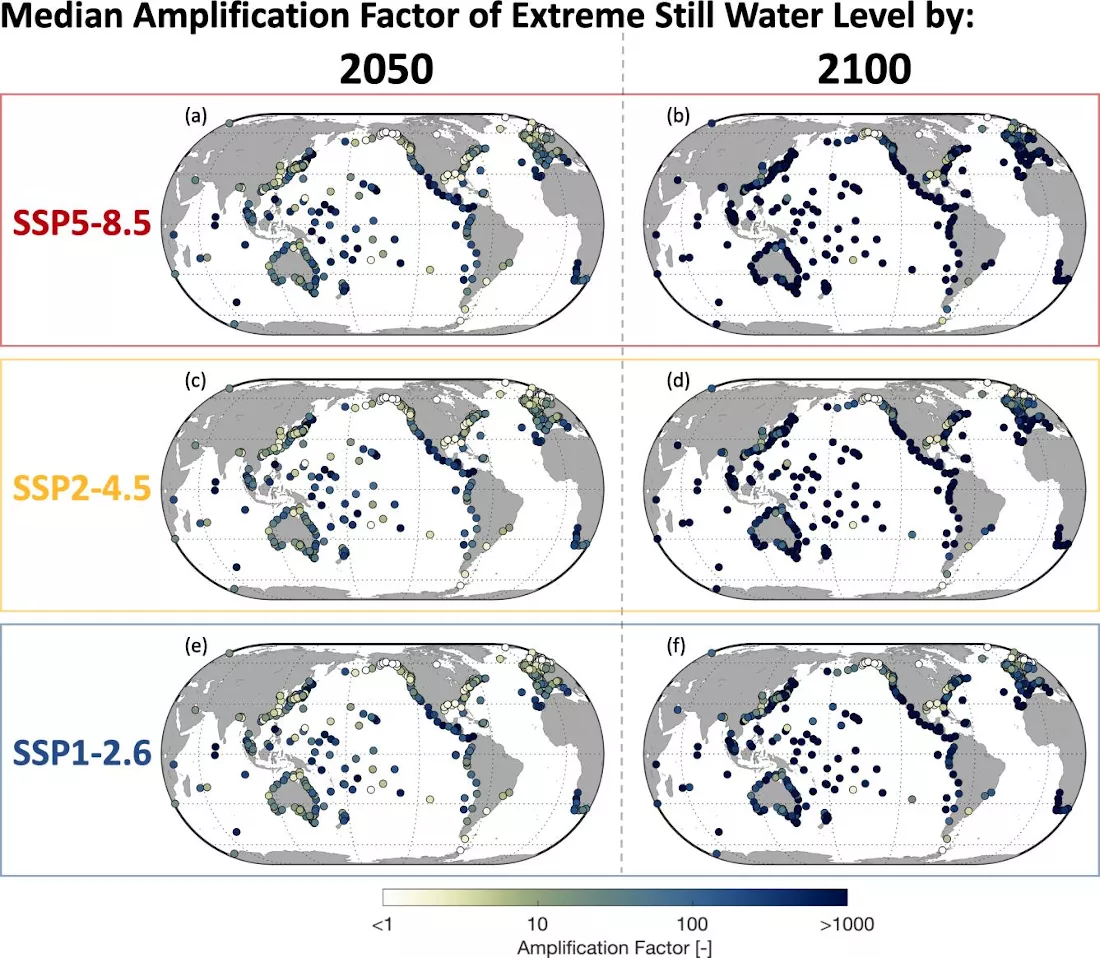 Median Amplification Factor of Extreme Still Water Level by:
2050
2100
(a)
(b)
SSP5-8.5
(c)
(d)
SSP2-4.5
(e)
(f)
SSP1-2.6
<1
10
100
>1000
Amplification Factor [-]